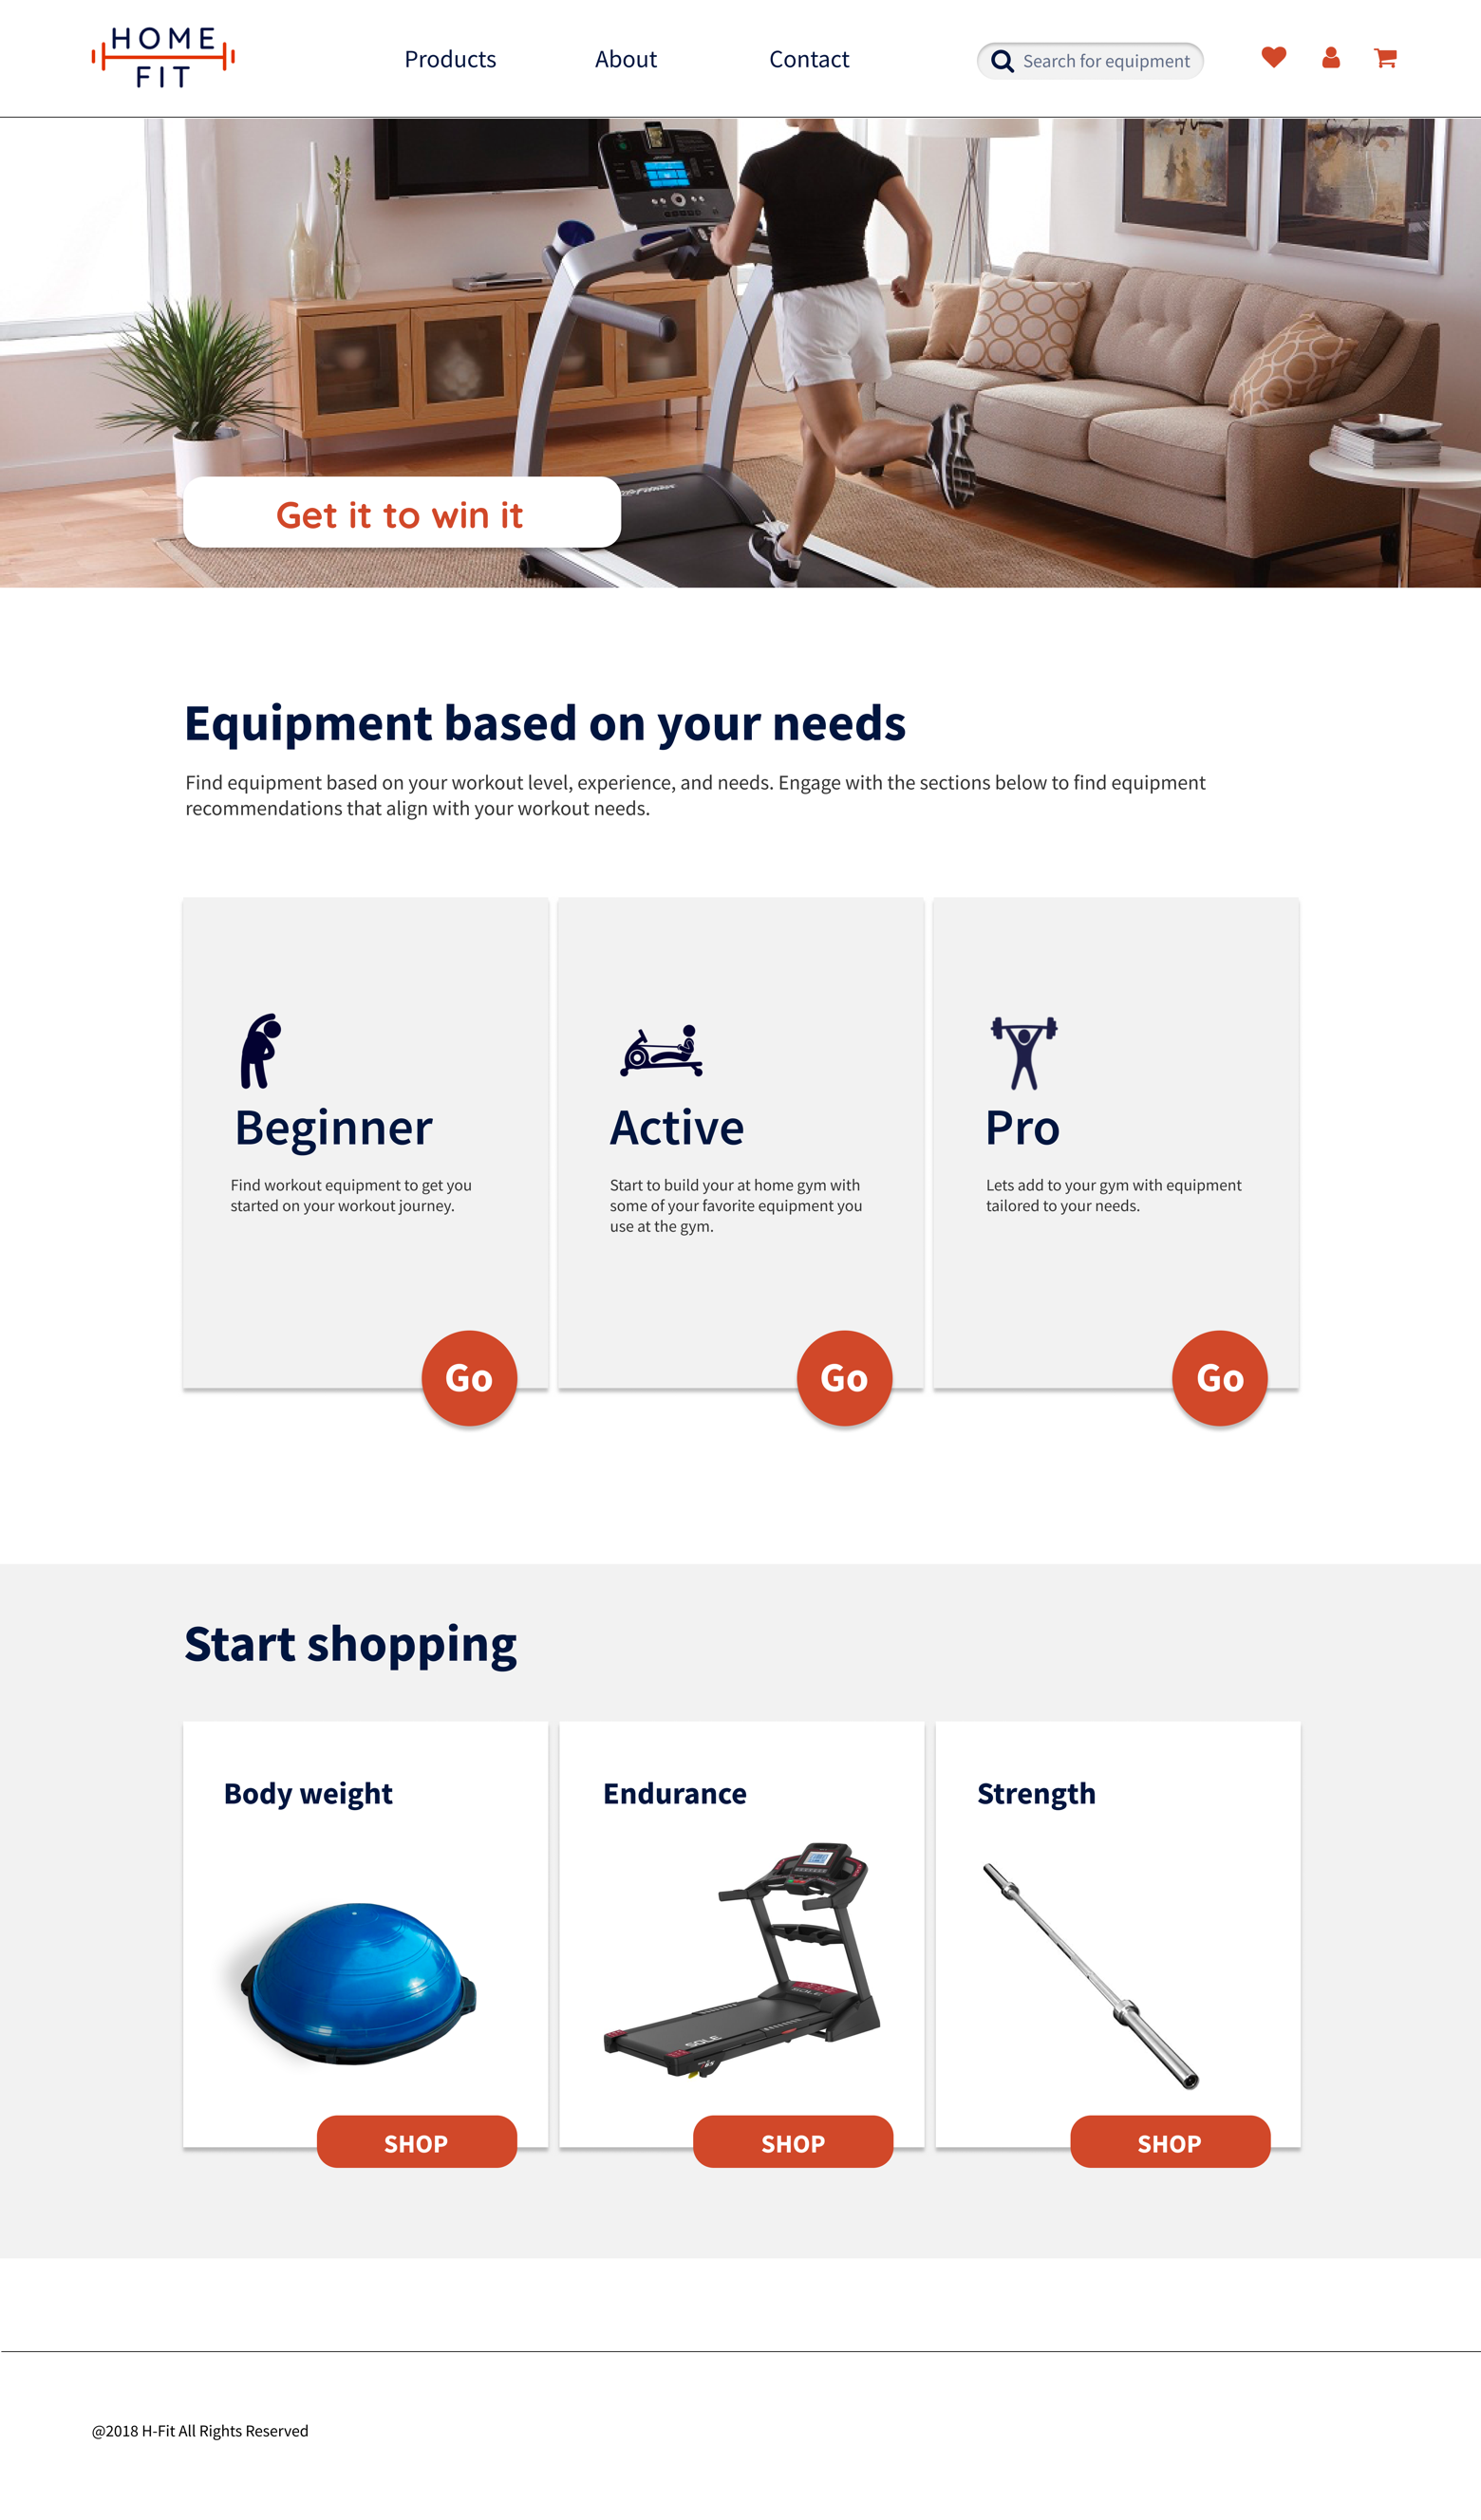 HOME
FIT
Products About Contact Search for equipment
Life Fitness
Get it to win it
Equipment based on your needs
Find equipment based on your workout level, experience, and needs. Engage with the sections below to find equipment
recommendations that align with your workout needs.
Beginner
Find workout equipment to get you
started on your workout journey.
Go
Active
Start to build your at home gym with
some of your favorite equipment you
use at the gym.
Go
Pro
Lets add to your gym with equipment
tailored to your needs.
Go
Start shopping
Body weight
SHOP
Endurance
SOLE
SOLE
65
SHOP
Strength
SHOP
@2018 H-Fit All Rights Reserved